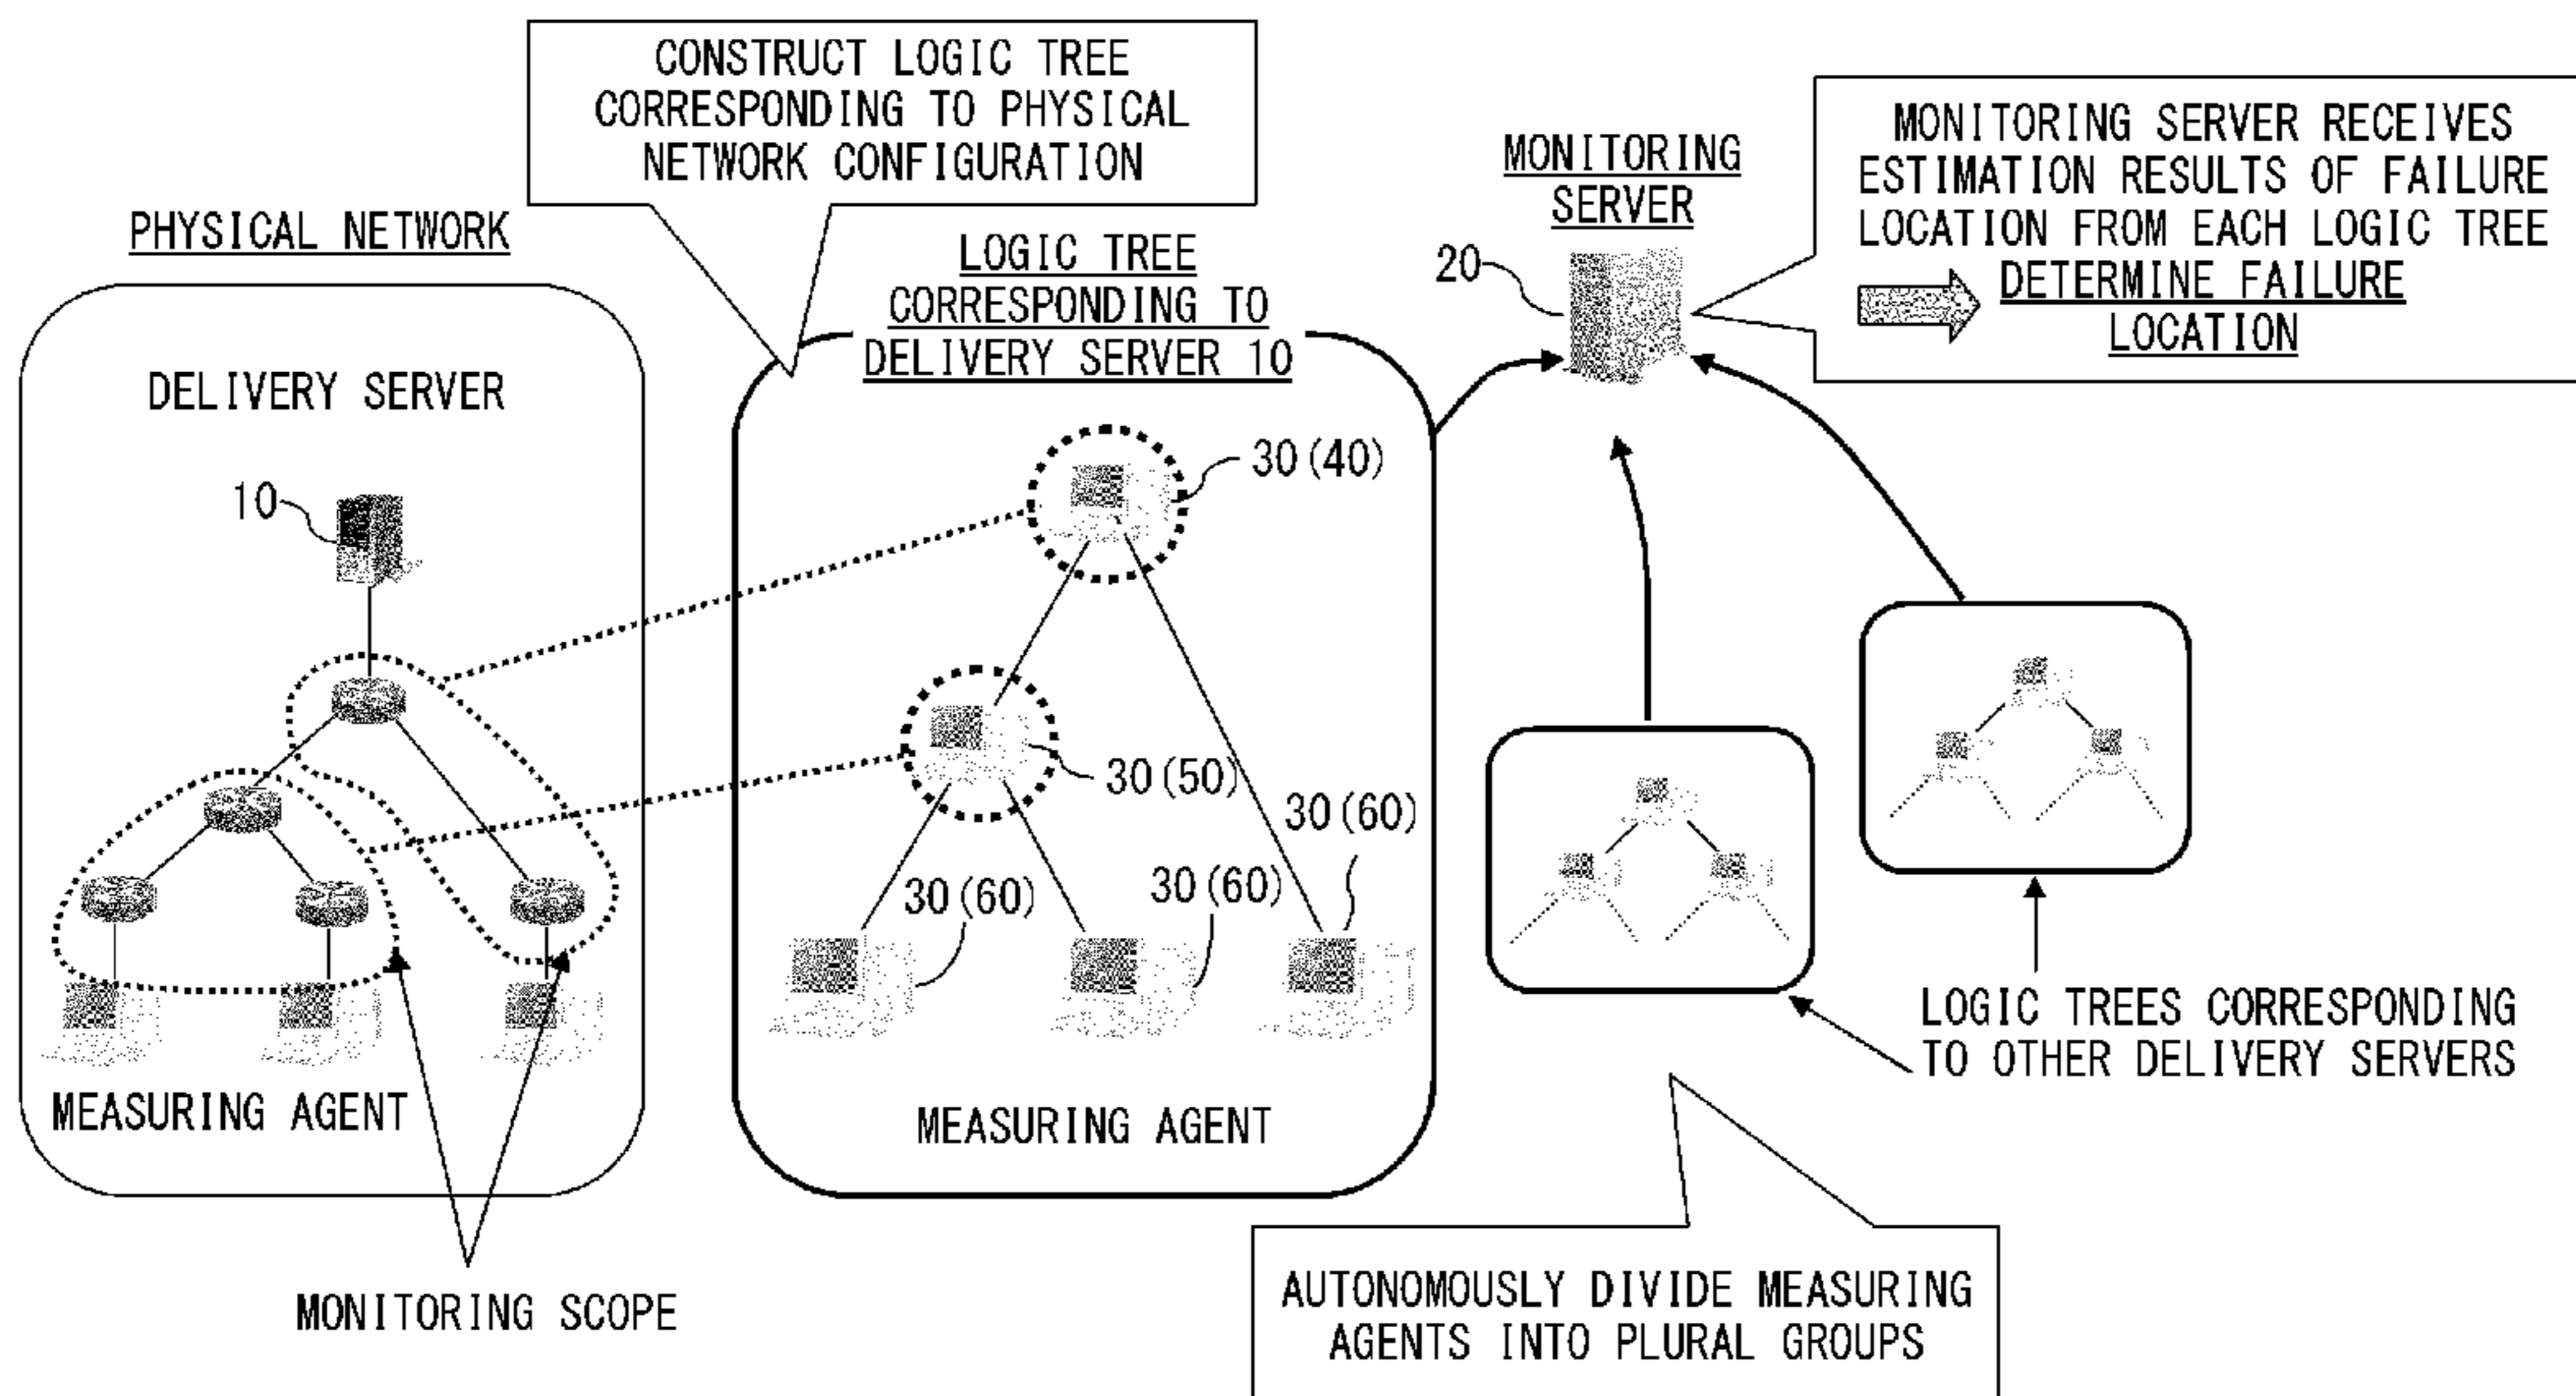 CONSTRUCT LOGIC TREE
CORRESPONDING TO PHYSICAL
NETWORK CONFIGURATION
MONITORING SERVER RECEIVES
ESTIMATION RESULTS OF FAILURE
LOCATION FROM EACH LOGIC TREE
DETERMINE FAILURE
LOCATION
MONITORING
SERVER
20
PHYSICAL NETWORK
LOGIC TREE
CORRESPONDING TO
DELIVERY SERVER 10
DELIVERY SERVER
10
30(40)
30(50)
30(60)
30(60)
30(60)
MEASURING AGENT
MEASURING AGENT
LOGIC TREES CORRESPONDING
TO OTHER DELIVERY SERVERS
MONITORING SCOPE
AUTONOMOUSLY DIVIDE MEASURING
AGENTS INTO PLURAL GROUPS